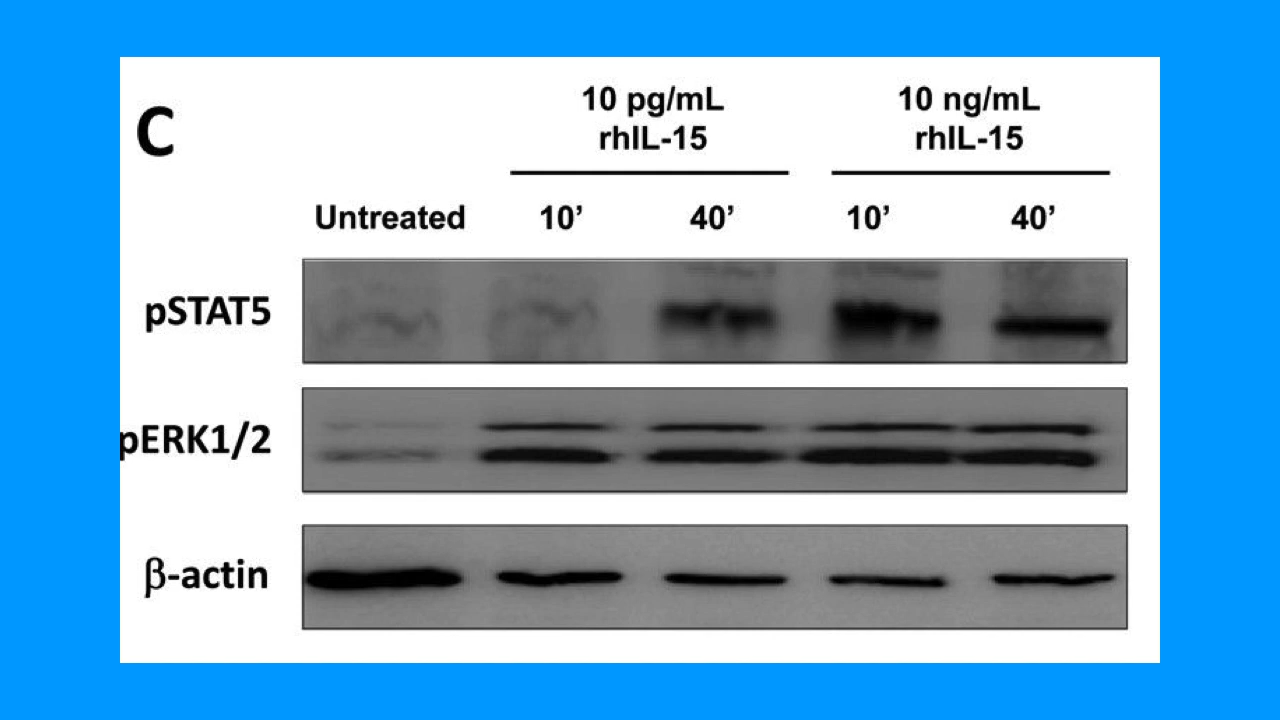 C
10 pg/mL
rhIL-15
10 ng/mL
rhIL-15
Untreated 10’ 40’ 10’ 40’
pSTAT5
pERK1/2
β-actin